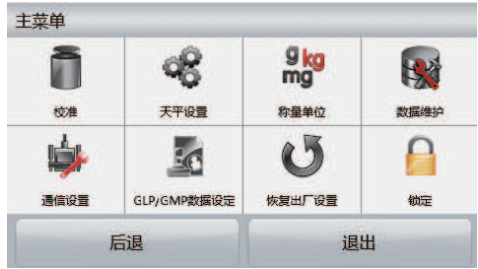 主菜单
g kg
mg
校准 天平设置 称量单位 数据维护
通信设置 GLP/GMP数据设定 恢复出厂设置 锁定
后退 退出